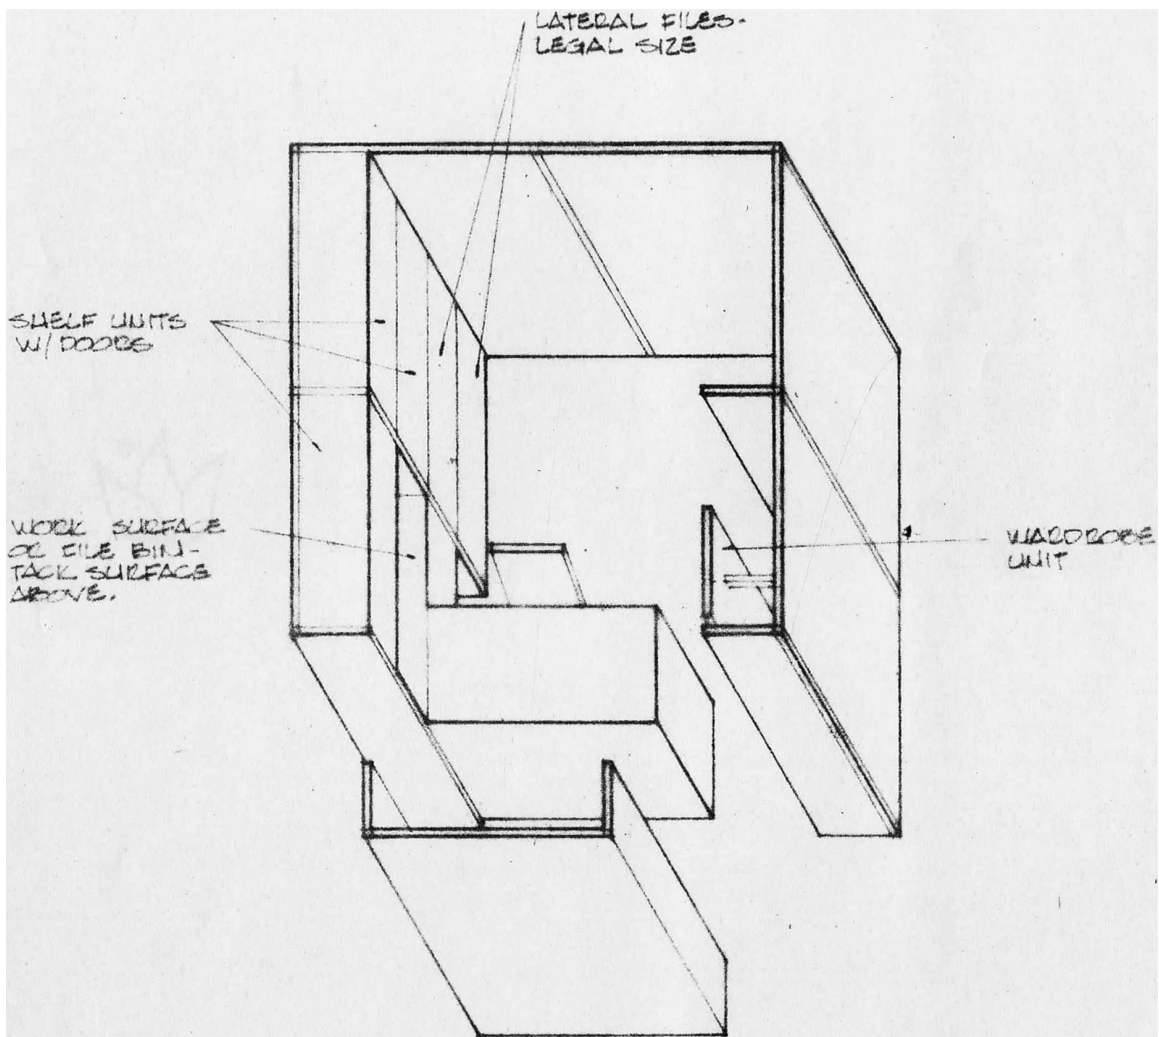 LATERAL FILES-
LEGAL SIZE
SHELF UNITS
W/DOORS
WORK SURFACE
OR FILE BIN-
TACK SURFACE
ABOVE.
WARDROBE
UNIT